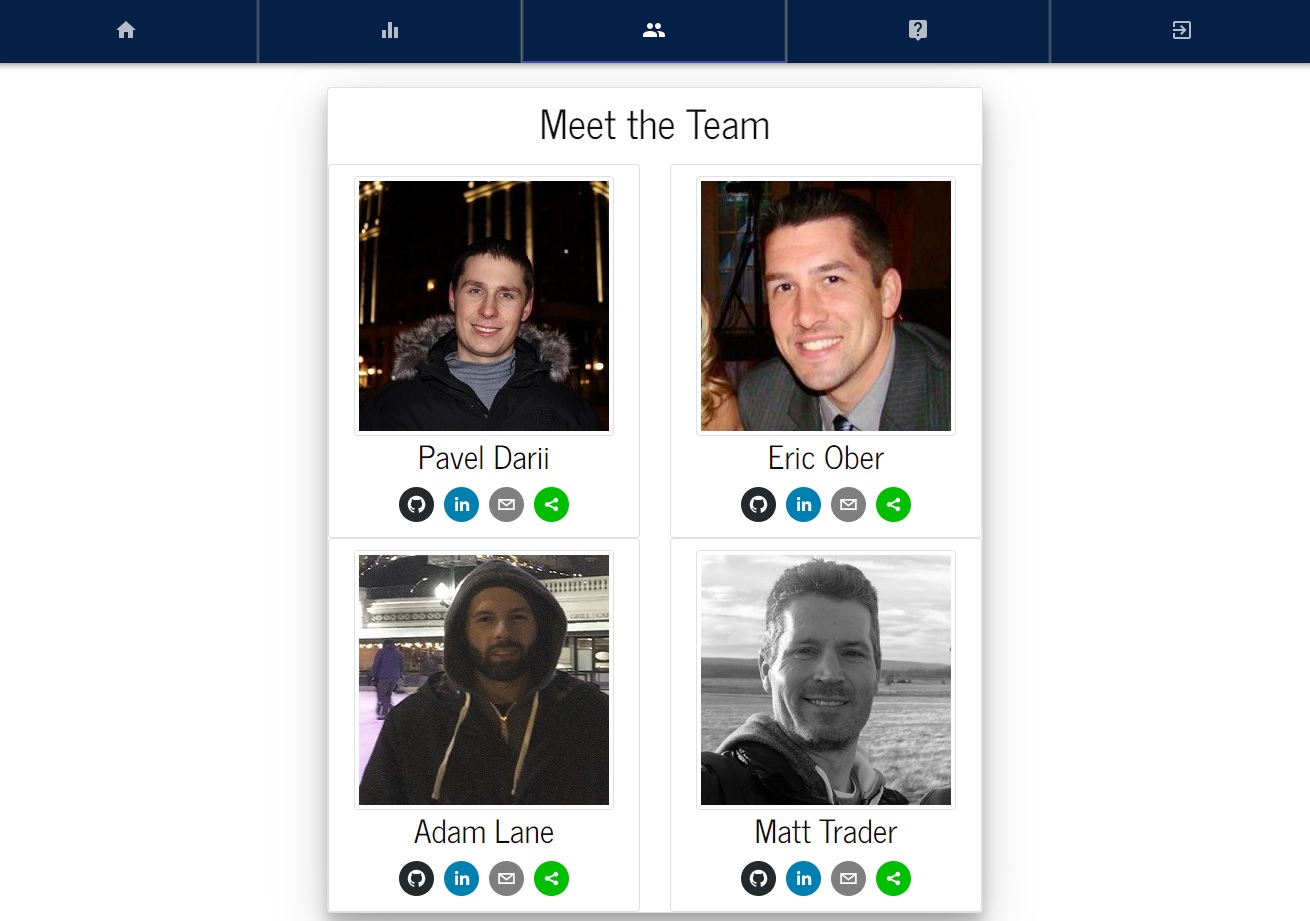 Meet the Team
Pavel Darii
Eric Ober
in
in
Adam Lane
Matt Trader
in
in